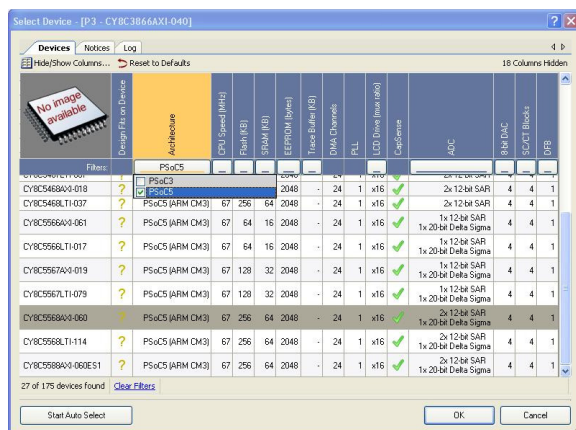 Select Device - [P3 - CY8C3866AXI-040]
Devices Notices Log
Hide/Show Columns... Reset to Defaults 18 Columns Hidden
No image available
Design Fits on Device
Architecture
CPU Speed (MHz)
Flash (KB)
SRAM (KB)
EEPROM (bytes)
Trace Buffer (KB)
DMA Channels
PLL
LCD Drive (mux ratio)
CapSense
ADC
8-bit DAC
SC/CT Blocks
DFB
Filters: PSoC5
PSoC3
PSoC5
CY8C5468AXI-018 ? 2048 - 24 1 x16 2x 12-bit SAR 4 4 1
CY8C5468LTI-037 ? PSoC5 (ARM CM3) 67 256 64 2048 - 24 1 x16 2x 12-bit SAR 4 4 1
CY8C5566AXI-061 ? PSoC5 (ARM CM3) 67 64 16 2048 - 24 1 x16 1x 12-bit SAR 4 4 1
1x 20-bit Delta Sigma
CY8C5566LTI-017 ? PSoC5 (ARM CM3) 67 64 16 2048 - 24 1 x16 1x 12-bit SAR 4 4 1
1x 20-bit Delta Sigma
CY8C5567AXI-019 ? PSoC5 (ARM CM3) 67 128 32 2048 - 24 1 x16 1x 12-bit SAR 4 4 1
1x 20-bit Delta Sigma
CY8C5567LTI-079 ? PSoC5 (ARM CM3) 67 128 32 2048 - 24 1 x16 1x 12-bit SAR 4 4 1
1x 20-bit Delta Sigma
CY8C5568AXI-060 ? PSoC5 (ARM CM3) 67 256 64 2048 - 24 1 x16 2x 12-bit SAR 4 4 1
1x 20-bit Delta Sigma
CY8C5568LTI-114 ? PSoC5 (ARM CM3) 67 256 64 2048 - 24 1 x16 2x 12-bit SAR 4 4 1
1x 20-bit Delta Sigma
CY8C5588AXI-060ES1 ? PSoC5 (ARM CM3) 67 256 64 2048 - 24 1 x16 2x 12-bit SAR 4 4 1
1x 20-bit Delta Sigma
27 of 175 devices found Clear Filters
Start Auto Select OK Cancel